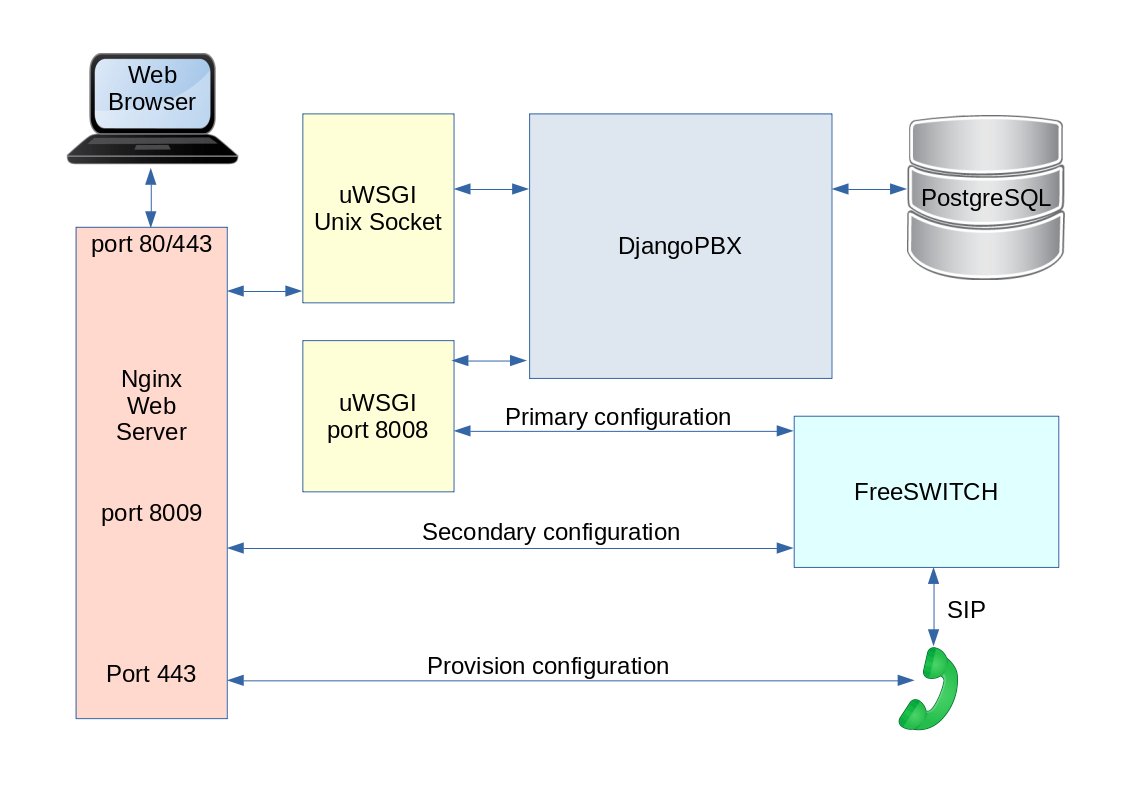 Web
Browser
port 80/443
Nginx
Web
Server
port 8009
Port 443
uWSGI
Unix Socket
uWSGI
port 8008
DjangoPBX
PostgreSQL
Primary configuration
FreeSWITCH
Secondary configuration
SIP
Provision configuration